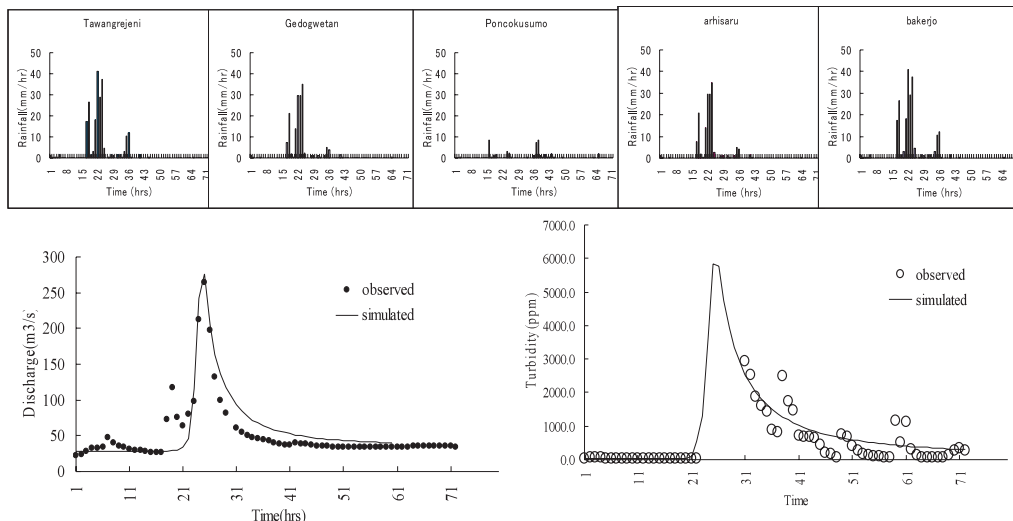 Tawangrejeni
Rainfall(mm/hr)
50
40
30
20
10
0
1 8 15 22 29 36 43 50 57 64 71
Time (hrs)
Gedogwetan
Rainfall(mm/hr)
50
40
30
20
10
0
1 8 15 22 29 36 43 50 57 64 71
Time (hrs)
Poncokusumo
Rainfall(mm/hr)
50
40
30
20
10
0
1 8 15 22 29 36 43 50 57 64 71
Time (hrs)
arhisaru
Rainfall(mm/hr)
50
40
30
20
10
0
1 8 15 22 29 36 43 50 57 64 71
Time (hrs)
bakerjo
Rainfall(mm/hr)
50
40
30
20
10
0
1 8 15 22 29 36 43 50 57 64 71
Time (hrs)
Discharge(m3/s)
300
250
200
150
100
50
0
observed
simulated
1 11 21 31 41 51 61 71
Time(hrs)
Turbidity(ppm)
7000.0
6000.0
5000.0
4000.0
3000.0
2000.0
1000.0
0.0
observed
simulated
1 11 21 31 41 50 60 71
Time